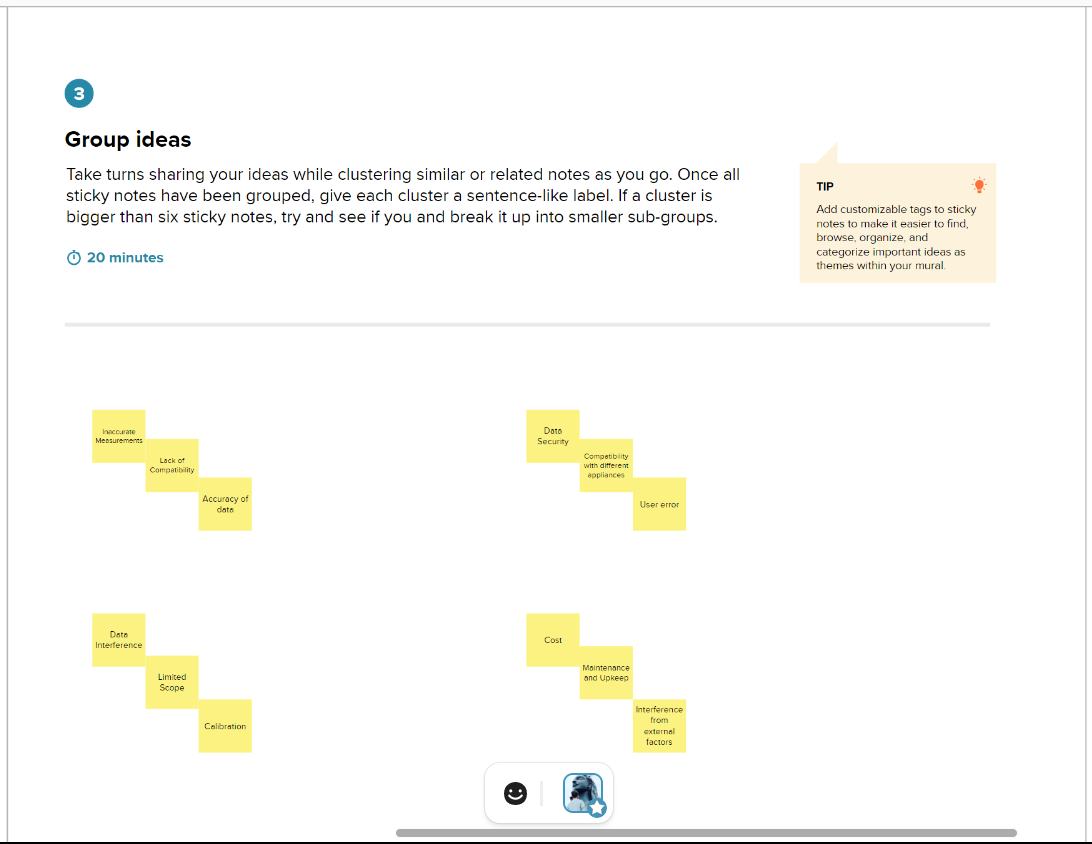 3
Group ideas
Take turns sharing your ideas while clustering similar or related notes as you go. Once all
sticky notes have been grouped, give each cluster a sentence-like label. If a cluster is
bigger than six sticky notes, try and see if you and break it up into smaller sub-groups.
20 minutes
TIP
Add customizable tags to sticky
notes to make it easier to find,
browse, organize, and
categorize important ideas as
themes within your mural.
Inaccurate
Measurements
Lack of
Compatibility
Accuracy of
data
Data
Security
Compatibility
with different
appliances
User error
Data
Interference
Limited
Scope
Calibration
Cost
Maintenance
and Upkeep
Interference
from
external
factors